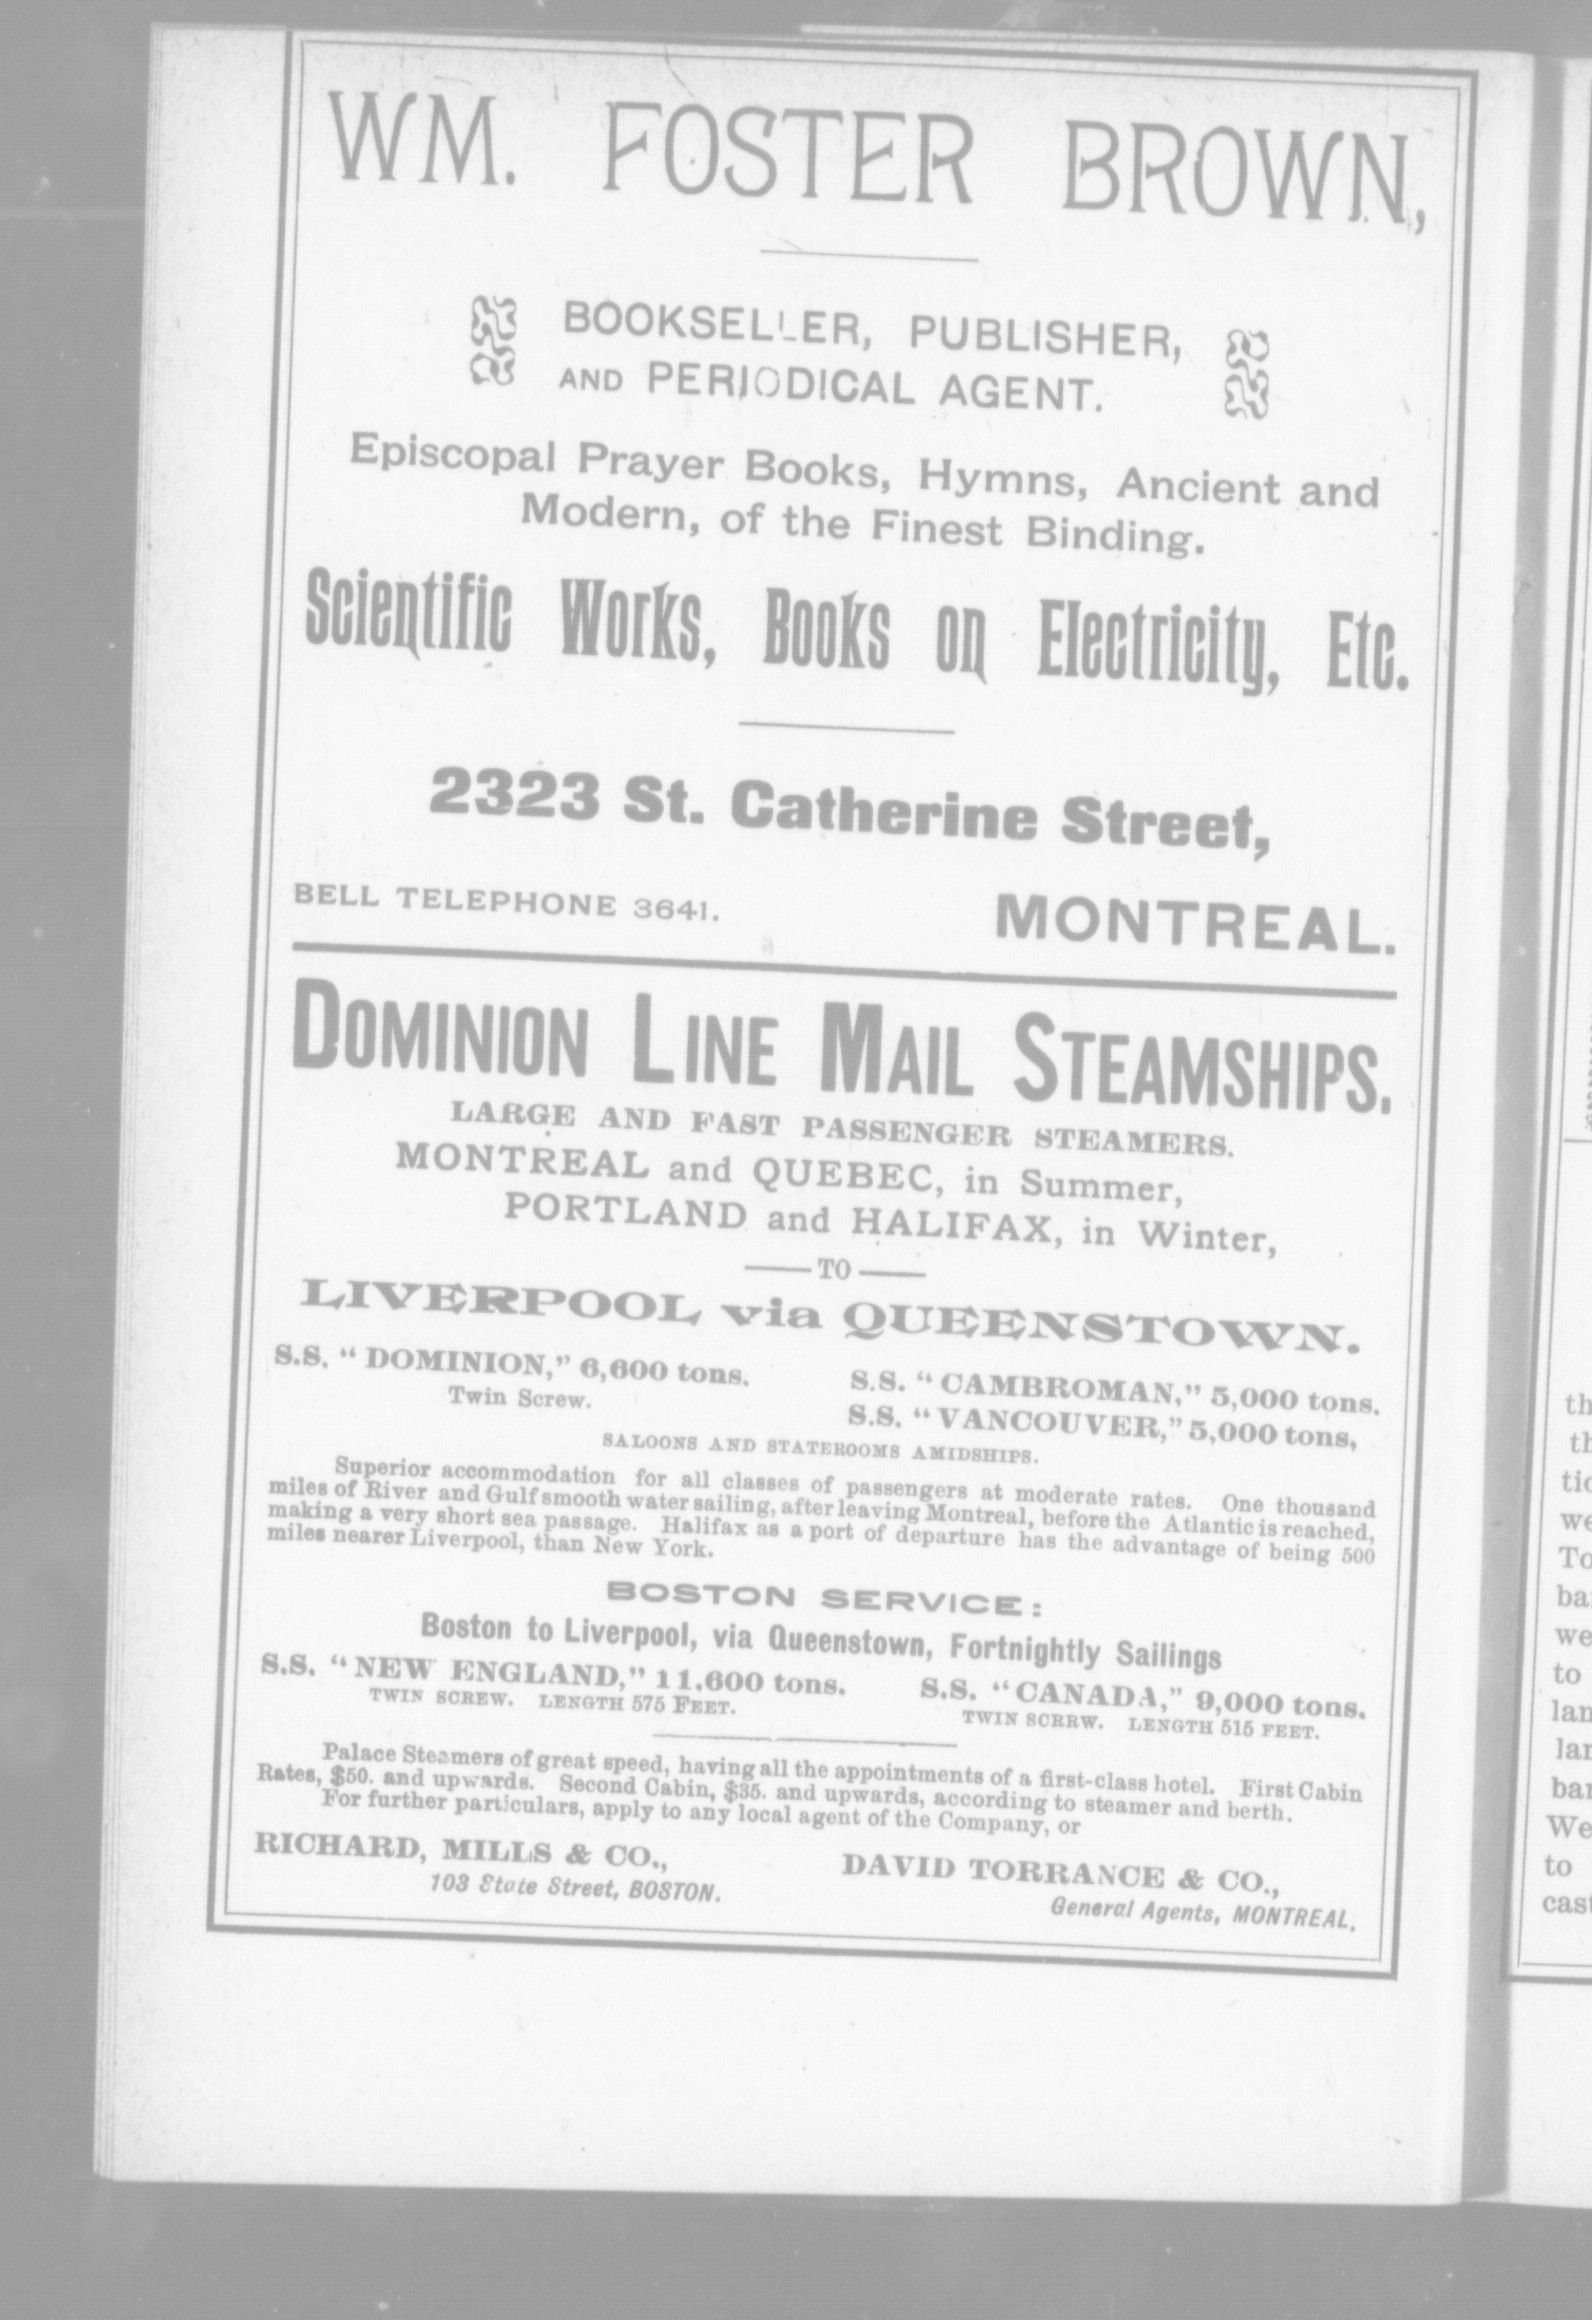 WM. FOSTER BROWN,
BOOKSELLER, PUBLISHER,
AND PERIODICAL AGENT.
Episcopal Prayer Books, Hymns, Ancient and
Modern, of the Finest Binding.
Scientific Works, Books on Electricity, Etc.
2323 St. Catherine Street,
BELL TELEPHONE 3641. MONTREAL.
DOMINION LINE MAIL STEAMSHIPS.
LARGE AND FAST PASSENGER STEAMERS.
MONTREAL and QUEBEC, in Summer,
PORTLAND and HALIFAX, in Winter,
—TO—
LIVERPOOL via QUEENSTOWN.
S.S. "DOMINION," 6,600 tons.
Twin Screw.
S.S. "CAMBROMAN," 5,000 tons.
S.S. "VANCOUVER," 5,000 tons,
SALOONS AND STATEROOMS AMIDSHIPS.
Superior accommodation for all classes of passengers at moderate rates. One thousand
miles of River and Gulf smooth water sailing, after leaving Montreal, before the Atlantic is reached,
making a very short sea passage. Halifax as a port of departure has the advantage of being 500
miles nearer Liverpool, than New York.
BOSTON SERVICE:
Boston to Liverpool, via Queenstown, Fortnightly Sailings
S.S. "NEW ENGLAND," 11.600 tons.
TWIN SCREW. LENGTH 575 FEET.
S.S. "CANADA," 9,000 tons.
TWIN SCRRW. LENGTH 515 FEET.
Palace Steamers of great speed, having all the appointments of a first-class hotel. First Cabin
Rates, $50. and upwards. Second Cabin, $35. and upwards, according to steamer and berth.
For further particulars, apply to any local agent of the Company, or
RICHARD, MILLS & CO.,
103 State Street, BOSTON.
DAVID TORRANCE & CO.,
General Agents, MONTREAL.